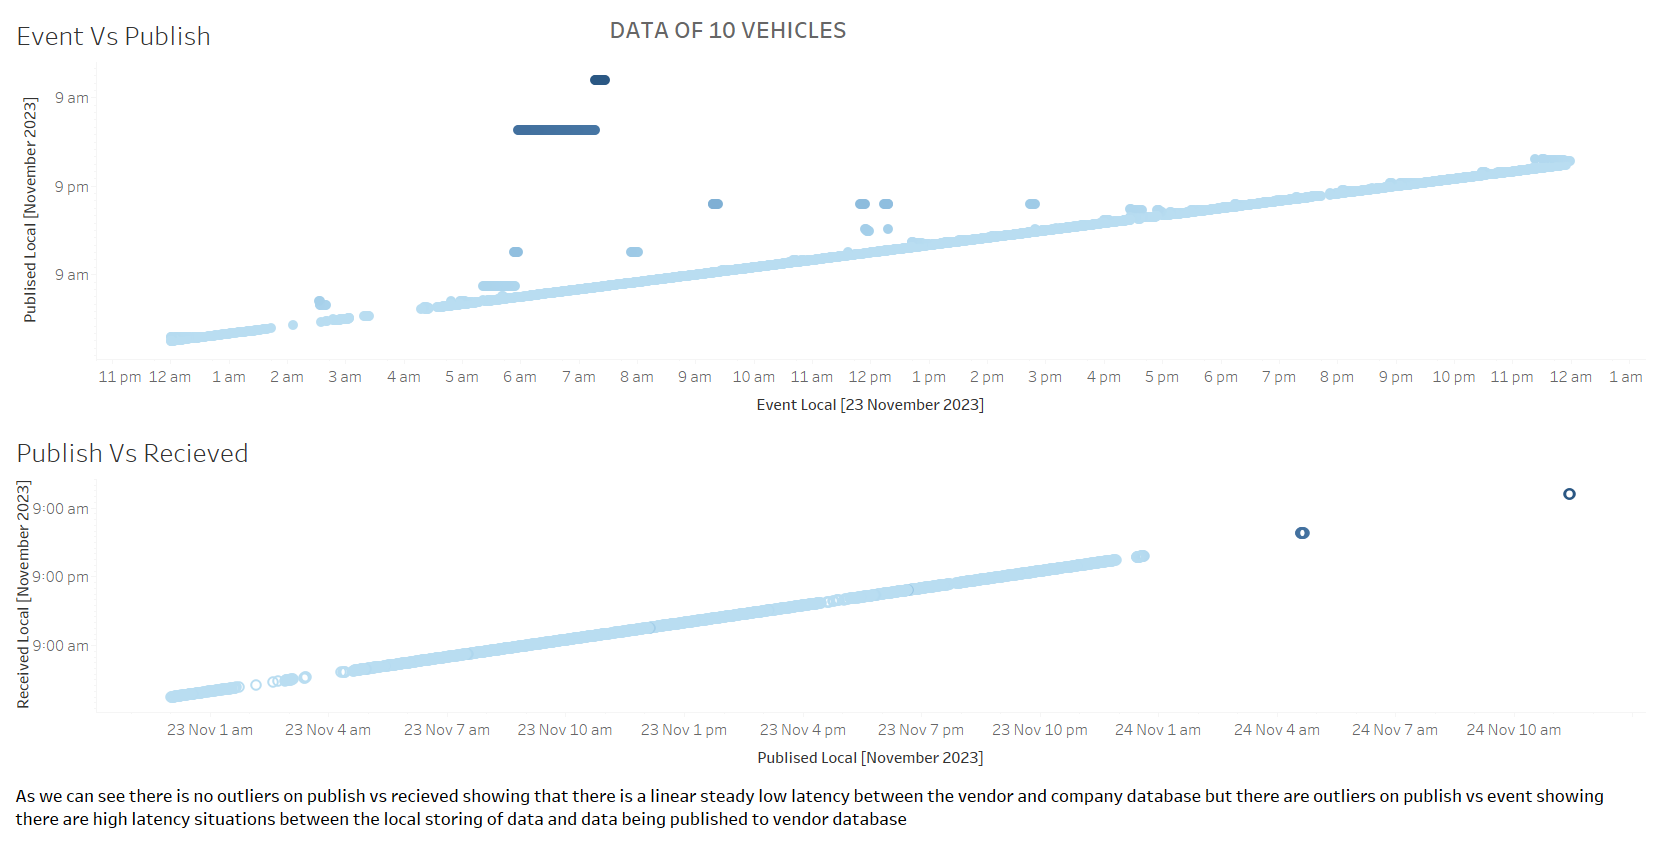 DATA OF 10 VEHICLES
Event Vs Publish
Publised Local [November 2023]
9 am
9 pm
9 am
11 pm 12 am 1 am 2 am 3 am 4 am 5 am 6 am 7 am 8 am 9 am 10 am 11 am 12 pm 1 pm 2 pm 3 pm 4 pm 5 pm 6 pm 7 pm 8 pm 9 pm 10 pm 11 pm 12 am 1 am
Event Local [23 November 2023]
Publish Vs Recieved
Received Local [November 2023]
9:00 am
9:00 pm
9:00 am
23 Nov 1 am 23 Nov 4 am 23 Nov 7 am 23 Nov 10 am 23 Nov 1 pm 23 Nov 4 pm 23 Nov 7 pm 23 Nov 10 pm 24 Nov 1 am 24 Nov 4 am 24 Nov 7 am 24 Nov 10 am
Publised Local [November 2023]
As we can see there is no outliers on publish vs recieved showing that there is a linear steady low latency between the vendor and company database but there are outliers on publish vs event showing
there are high latency situations between the local storing of data and data being published to vendor database